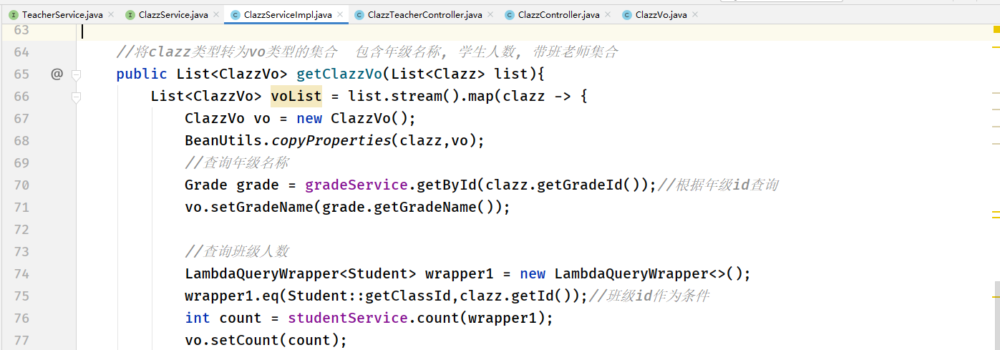 TeacherService.java ClazzService.java ClazzServiceImpl.java ClazzTeacherController.java ClazzController.java ClazzVo.java
63
64 //将clazz类型转为vo类型的集合  包含年级名称, 学生人数, 带班老师集合
65 @ public List<ClazzVo> getClazzVo(List<Clazz> list){
66 List<ClazzVo> voList = list.stream().map(clazz -> {
67 ClazzVo vo = new ClazzVo();
68 BeanUtils.copyProperties(clazz,vo);
69 //查询年级名称
70 Grade grade = gradeService.getById(clazz.getGradeId());//根据年级id查询
71 vo.setGradeName(grade.getGradeName());
72
73 //查询班级人数
74 LambdaQueryWrapper<Student> wrapper1 = new LambdaQueryWrapper<>();
75 wrapper1.eq(Student::getClassId,clazz.getId());//班级id作为条件
76 int count = studentService.count(wrapper1);
77 vo.setCount(count);